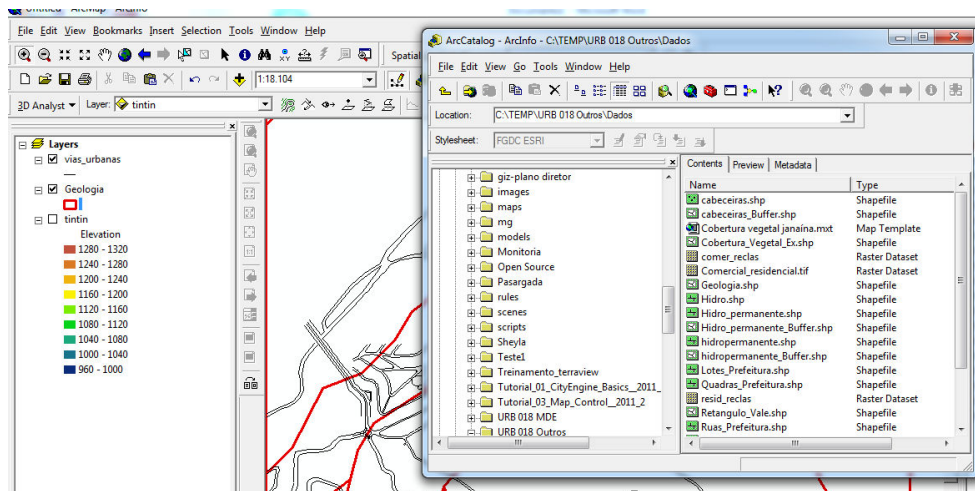 Untitled - ArcMap - ArcInfo
File Edit View Bookmarks Insert Selection Tools Window Help
Spatial
1:18.104
3D Analyst Layer: tintin
Layers
vias_urbanas
Geologia
tintin
Elevation
1280 - 1320
1240 - 1280
1200 - 1240
1160 - 1200
1120 - 1160
1080 - 1120
1040 - 1080
1000 - 1040
960 - 1000
ArcCatalog - ArcInfo - C:\TEMP\URB 018 Outros\Dados
File Edit View Go Tools Window Help
Location: C:\TEMP\URB 018 Outros\Dados
Stylesheet: FGDC ESRI
giz-plano diretor
images
maps
mg
models
Monitoria
Open Source
Pasargada
rules
scenes
scripts
Sheyla
Teste1
Treinamento_terraview
Tutorial_01_CityEngine_Basics__2011_
Tutorial_03_Map_Control__2011_2
URB 018 MDE
URB 018 Outros
Contents Preview Metadata
Name Type
cabeceiras.shp Shapefile
cabeceiras_Buffer.shp Shapefile
Cobertura vegetal janaína.mxt Map Template
Cobertura_Vegetal_Ex.shp Shapefile
comer_reclas Raster Dataset
Comercial_residencial.tif Raster Dataset
Geologia.shp Shapefile
Hidro.shp Shapefile
Hidro_permanente.shp Shapefile
Hidro_permanente_Buffer.shp Shapefile
hidropermanente.shp Shapefile
hidropermanente_Buffer.shp Shapefile
Lotes_Prefeitura.shp Shapefile
Quadras_Prefeitura.shp Shapefile
resid_reclas Raster Dataset
Retangulo_Vale.shp Shapefile
Ruas_Prefeitura.shp Shapefile